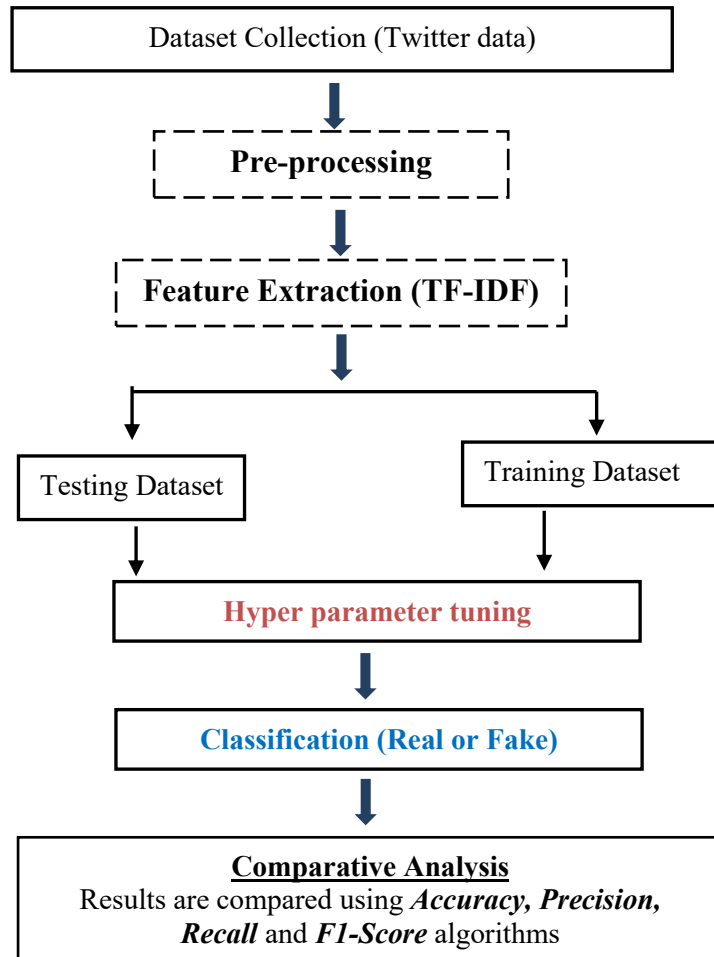 Dataset Collection (Twitter data)
Pre-processing
Feature Extraction (TF-IDF)
Testing Dataset
Training Dataset
Hyper parameter tuning
Classification (Real or Fake)
Comparative Analysis
Results are compared using Accuracy, Precision,
Recall and F1-Score algorithms